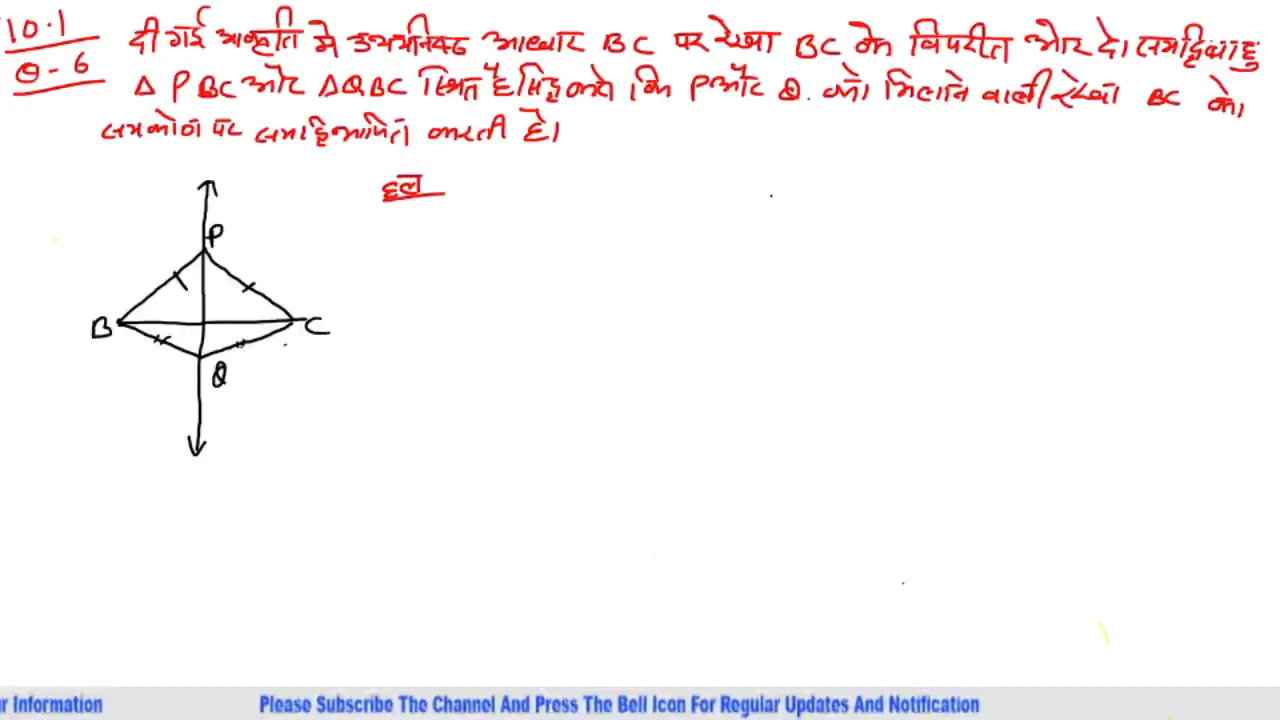 10.1
Q-6
दी गई आकृति मे उभयनिष्ठ आधार BC पर रेखा BC के विपरीत ओर दो समद्विबाहु
Δ PBC और ΔQBC स्थित है सिद्ध करो कि P और Q. को मिलाने वाली रेखा BC को
समकोण पर समद्विभाजित करती है।
हल
P
B
C
Q
ur Information
Please Subscribe The Channel And Press The Bell Icon For Regular Updates And Notification